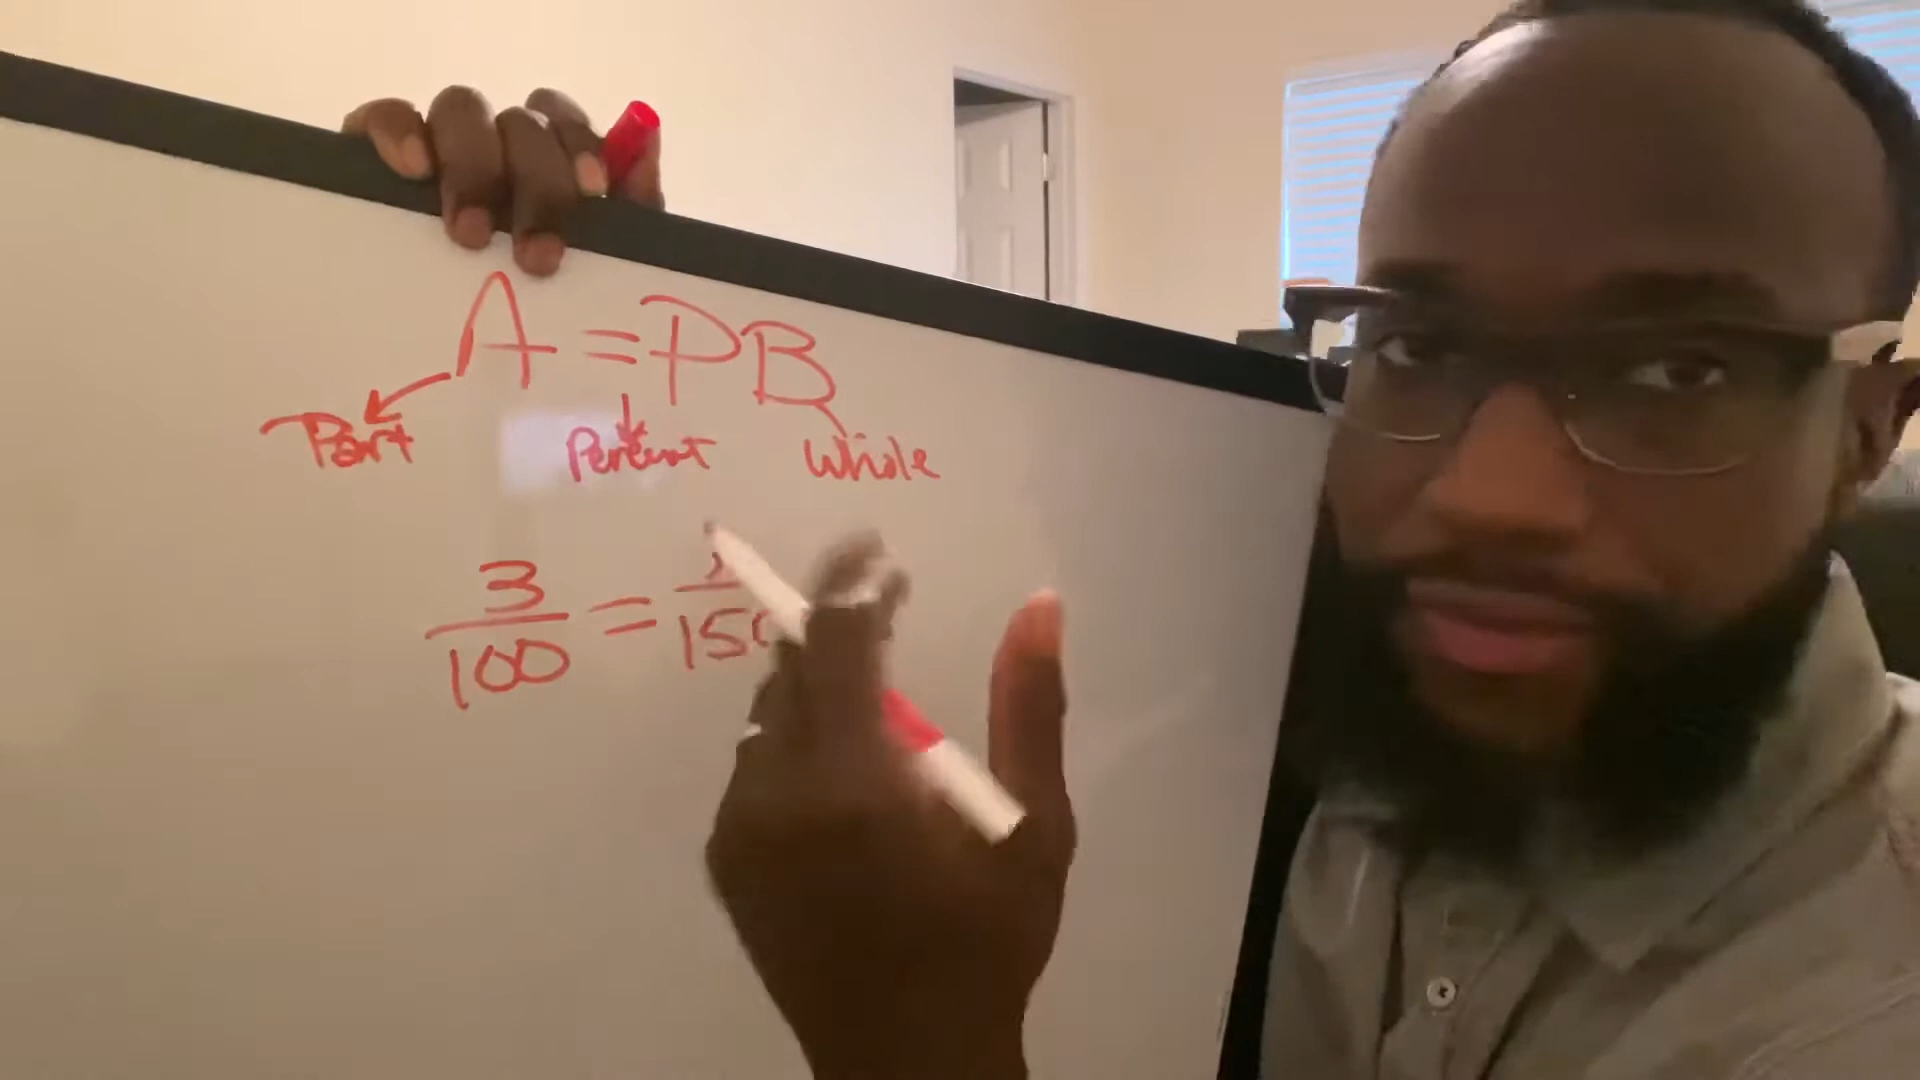 A = PB
Part Percent Whole
3/100 = /150